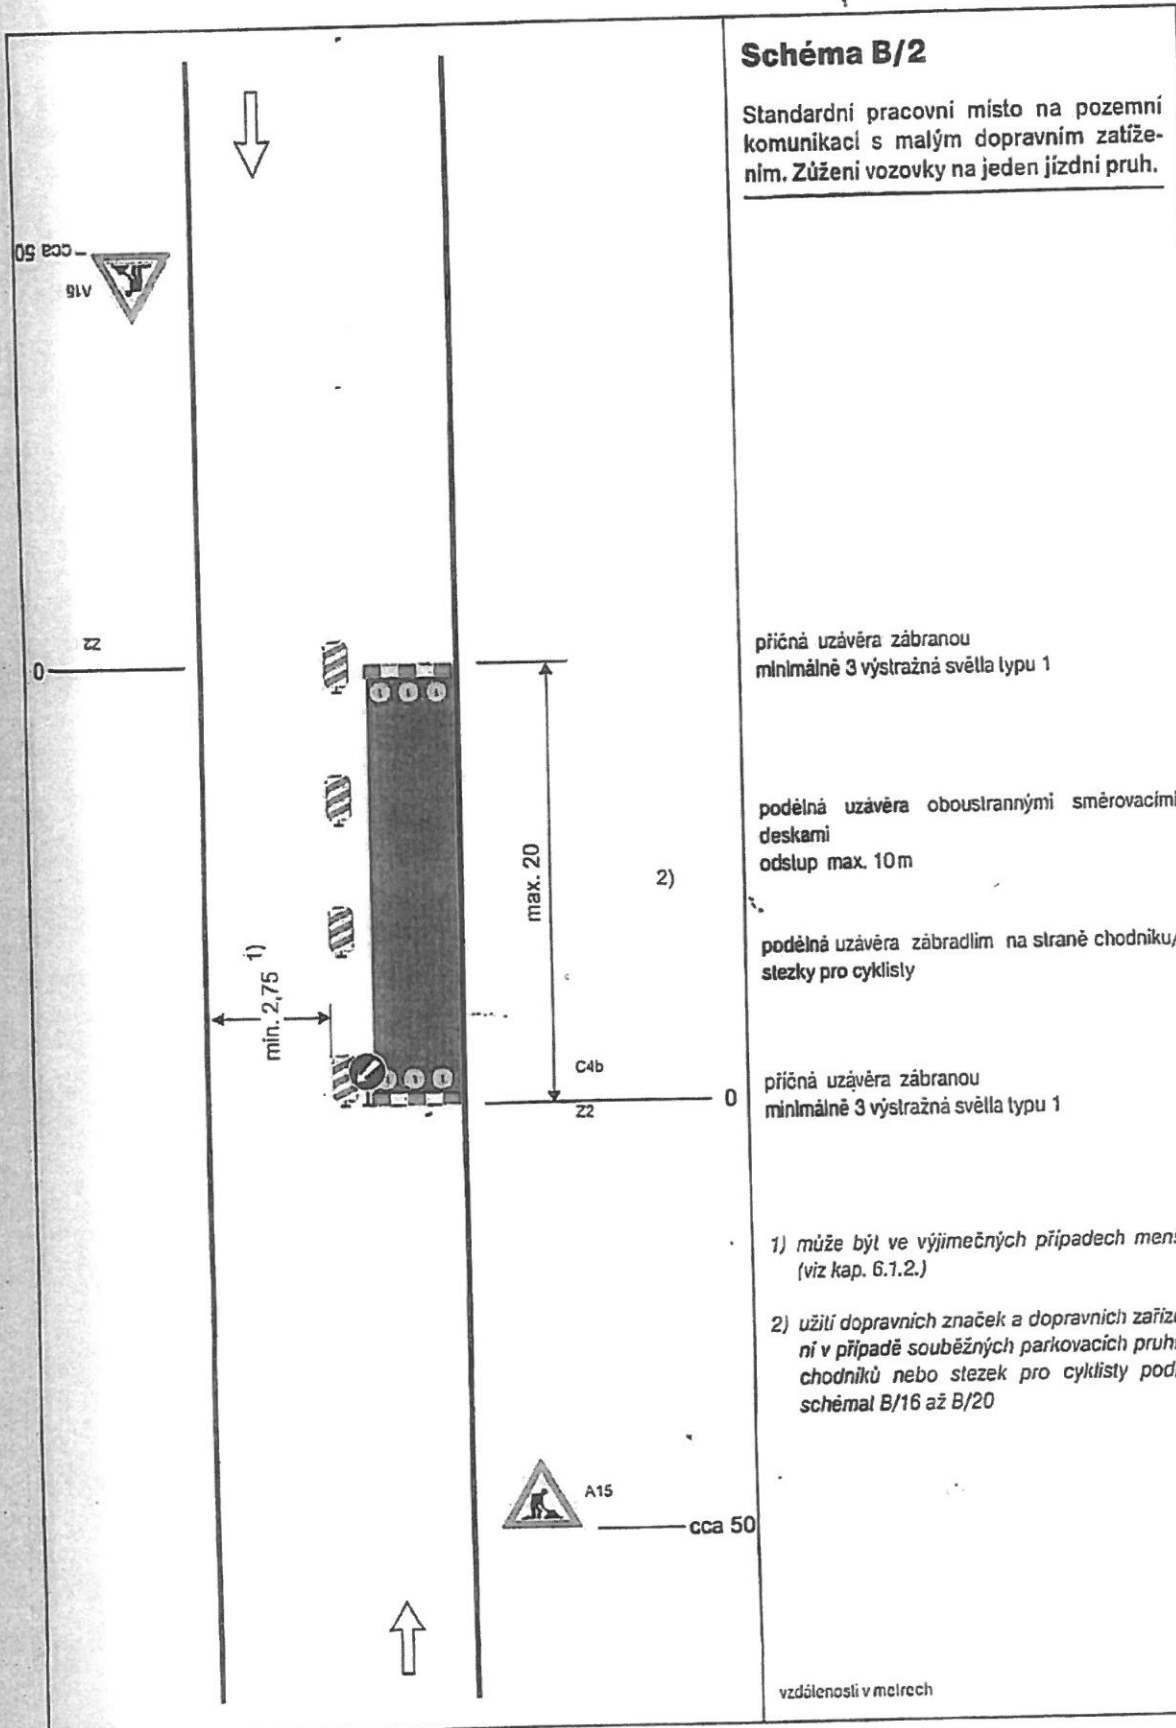 Schéma B/2
Standardní pracovní místo na pozemní
komunikaci s malým dopravním zatíže-
ním. Zúžení vozovky na jeden jízdní pruh.
cca 50
A15
Z2
0
příčná uzávěra zábranou
minimálně 3 výstražná světla typu 1
podélná uzávěra oboustrannými směrovacími
deskami
odstup max. 10m
max. 20
2)
podélná uzávěra zábradlím na straně chodníku/
stezky pro cyklisty
min. 2,75 1)
C4b
Z2
0
příčná uzávěra zábranou
minimálně 3 výstražná světla typu 1
1) může být ve výjimečných případech menš
(viz kap. 6.1.2.)
2) užití dopravních značek a dopravních zaříze
ní v případě souběžných parkovacích pruh
chodníků nebo stezek pro cyklisty podl
schémat B/16 až B/20
A15
cca 50
vzdálenosti v metrech